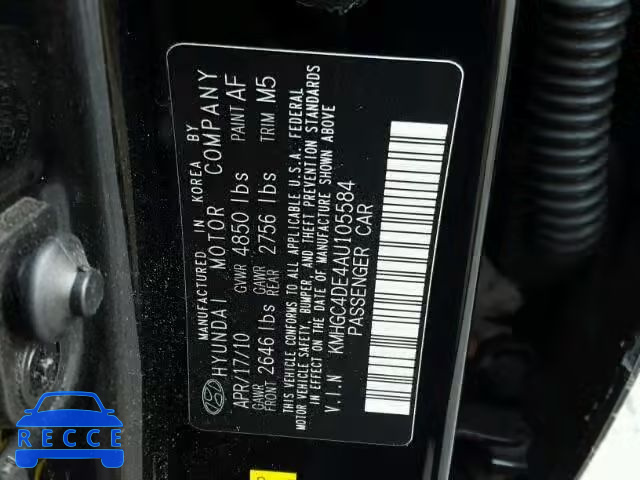 MANUFACTURED IN KOREA BY
HYUNDAI MOTOR COMPANY
APR/17/10 GVWR 4850 lbs PAINT AF
GAWR FRONT 2646 lbs GAWR REAR 2756 lbs TRIM M5
THIS VEHICLE CONFORMS TO ALL APPLICABLE U.S.A. FEDERAL
MOTOR VEHICLE SAFETY, BUMPER, AND THEFT PREVENTION STANDARDS
IN EFFECT ON THE DATE OF MANUFACTURE SHOWN ABOVE
V.I.N KMHGC4DE4AU105584
PASSENGER CAR
RECCE